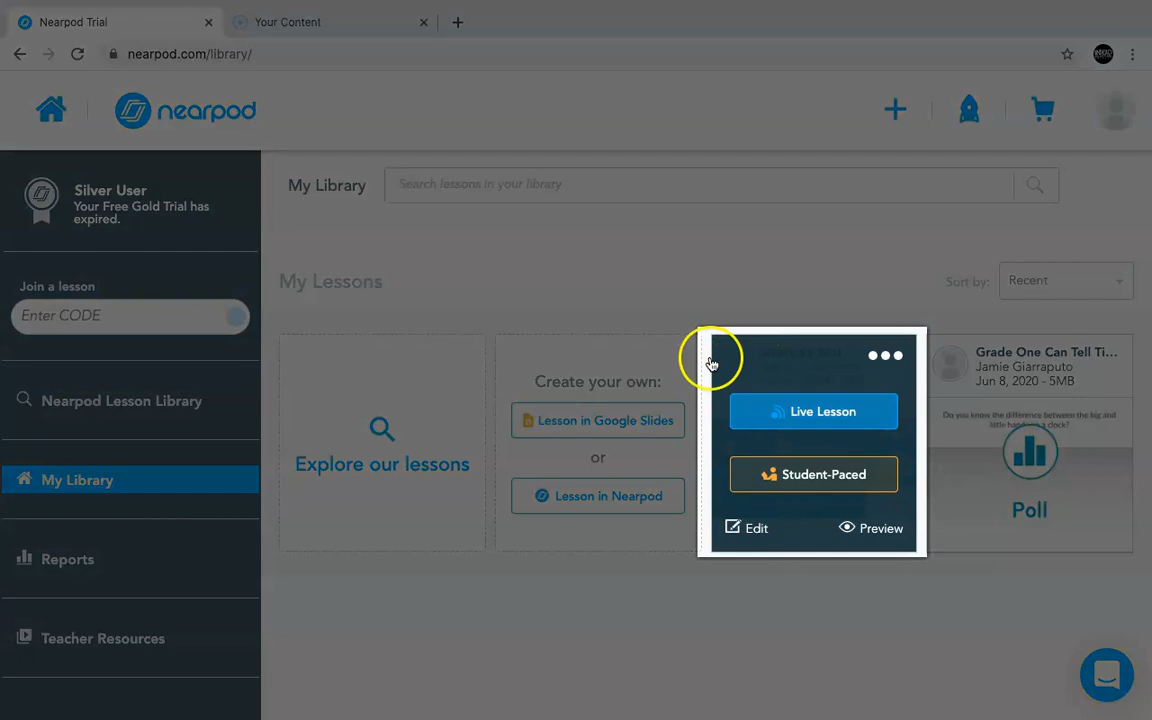 Nearpod Trial
Your Content
nearpod.com/library/
nearpod
Silver User
Your Free Gold Trial has
expired.
Join a lesson
Enter CODE
Nearpod Lesson Library
My Library
Reports
Teacher Resources
My Library
Search lessons in your library
My Lessons
Sort by:
Recent
Explore our lessons
Create your own:
Lesson in Google Slides
or
Lesson in Nearpod
Live Lesson
Student-Paced
Edit
Preview
Grade One Can Tell Ti...
Jamie Giarraputo
Jun 8, 2020 - 5MB
Do you know the difference between the big and
little hands on a clock?
Poll